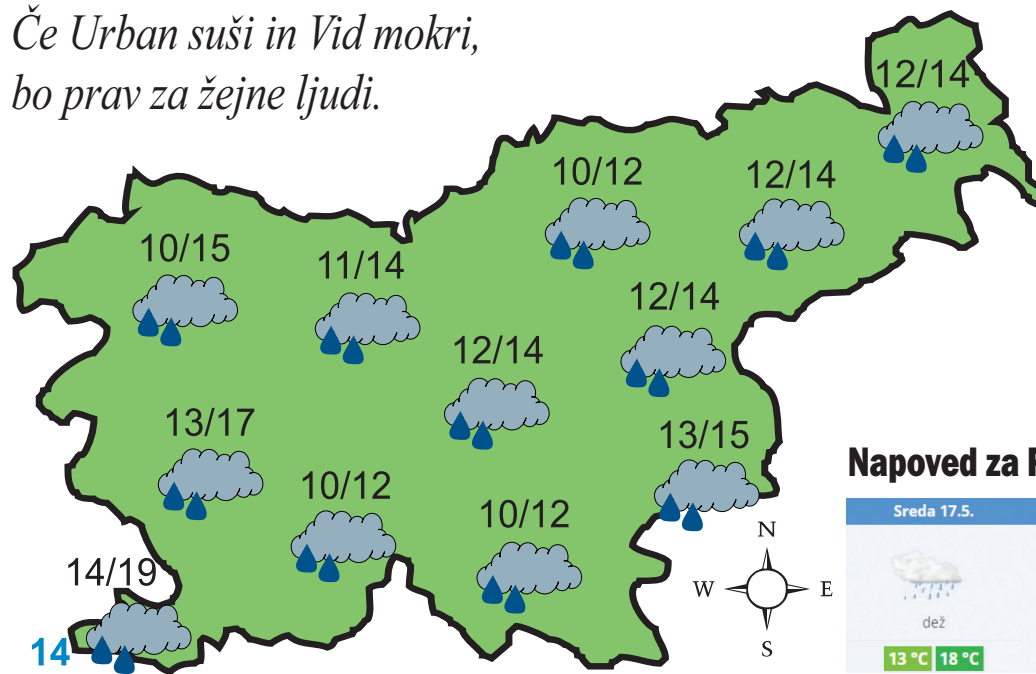 Če Urban suši in Vid mokri,
bo prav za žejne ljudi.
12/14
10/12
12/14
10/15
11/14
12/14
12/14
13/17
13/15
10/12
10/12
14/19
14
N
W
E
S
Napoved za
Sreda 17.5.
dež
13 °C 18 °C